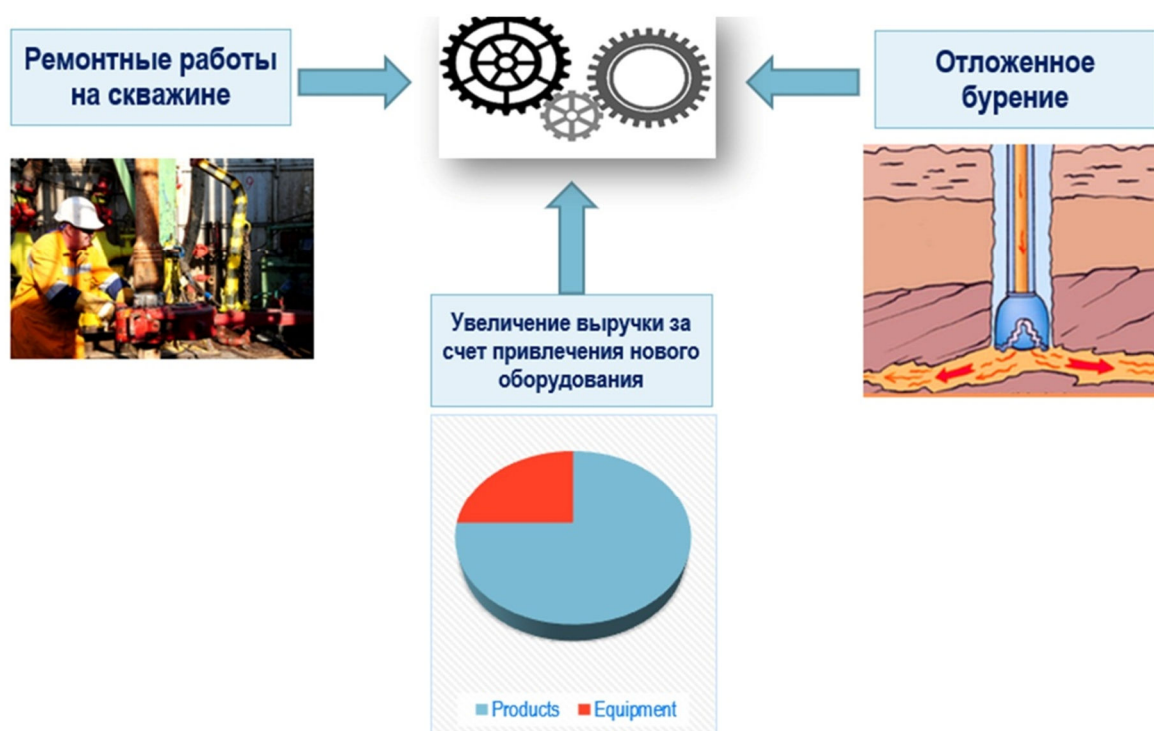 Ремонтные работы
на скважине
Отложенное
бурение
Увеличение выручки за
счет привлечения нового
оборудования
Products Equipment